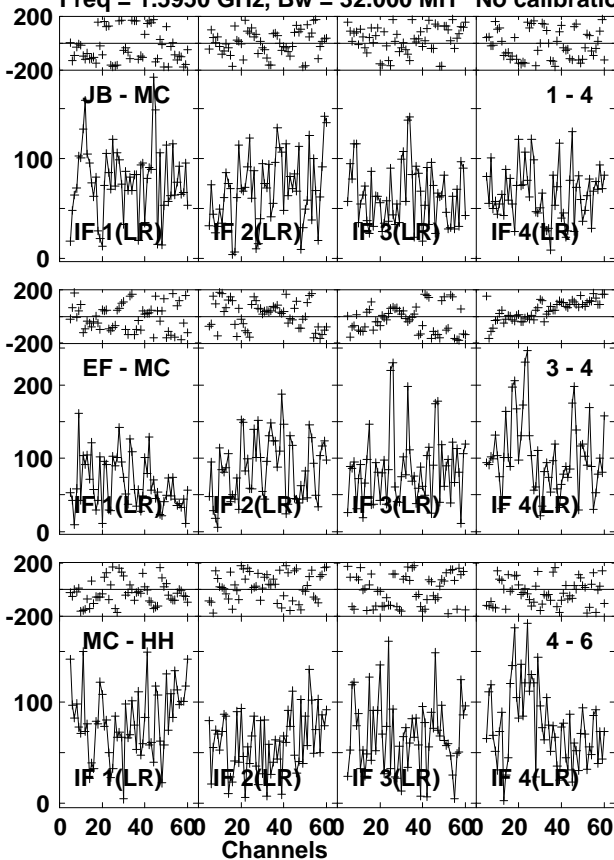 Freq = 1.5950 GHz, Bw = 32.000 MH No calibratio
200
-200
JB - MC 1 - 4
100
0
IF 1(LR) IF 2(LR) IF 3(LR) IF 4(LR)
200
-200
EF - MC 3 - 4
200
100
0
IF 1(LR) IF 2(LR) IF 3(LR) IF 4(LR)
200
-200
MC - HH 4 - 6
100
0
IF 1(LR) IF 2(LR) IF 3(LR) IF 4(LR)
0 20 40 60 0 20 40 60 0 20 40 60 0 20 40 60
Channels